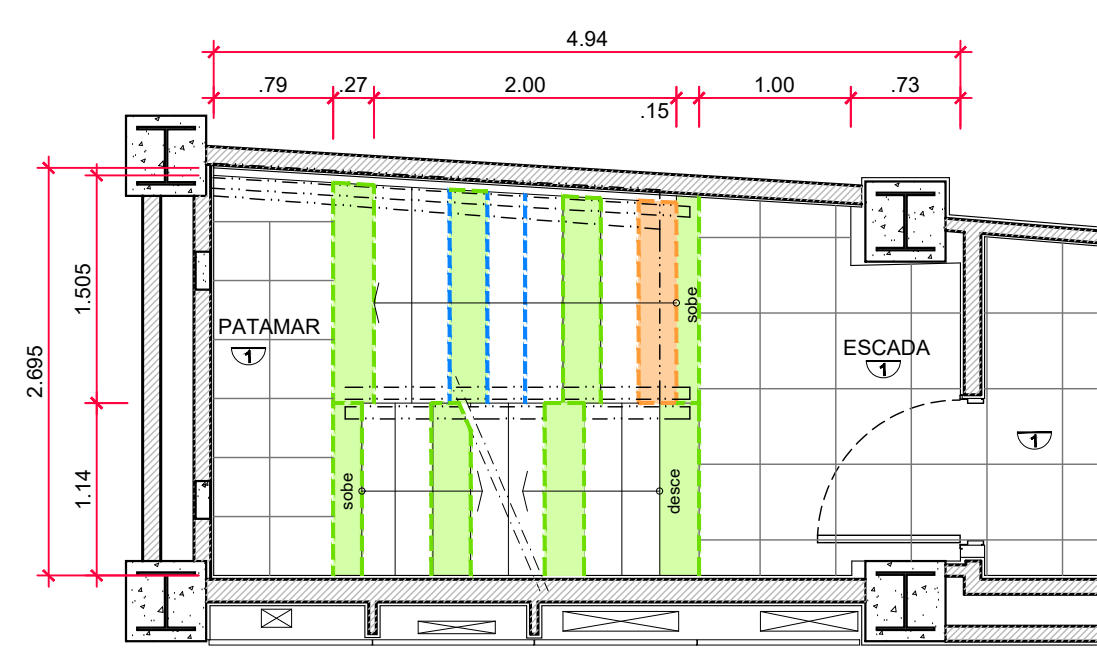 4.94
.79
.27
2.00
.15
1.00
.73
2.695
1.505
1.14
PATAMAR
1
sobe
ESCADA
1
1
sobe
desce